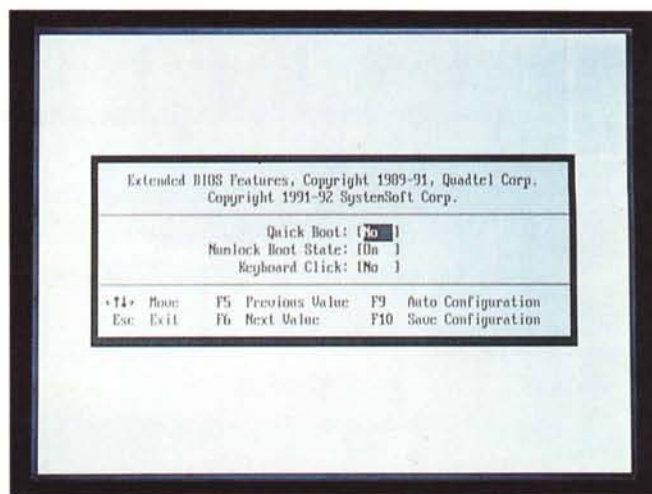 Extended BIOS Features, Copyright 1989-91, Quadtel Corp.
Copyright 1991-92 SystemSoft Corp.
Quick Boot: [No ]
Numlock Boot State: [On ]
Keyboard Click: [No ]
◂↑↓▸ Move F5 Previous Value F9 Auto Configuration
Esc Exit F6 Next Value F10 Save Configuration